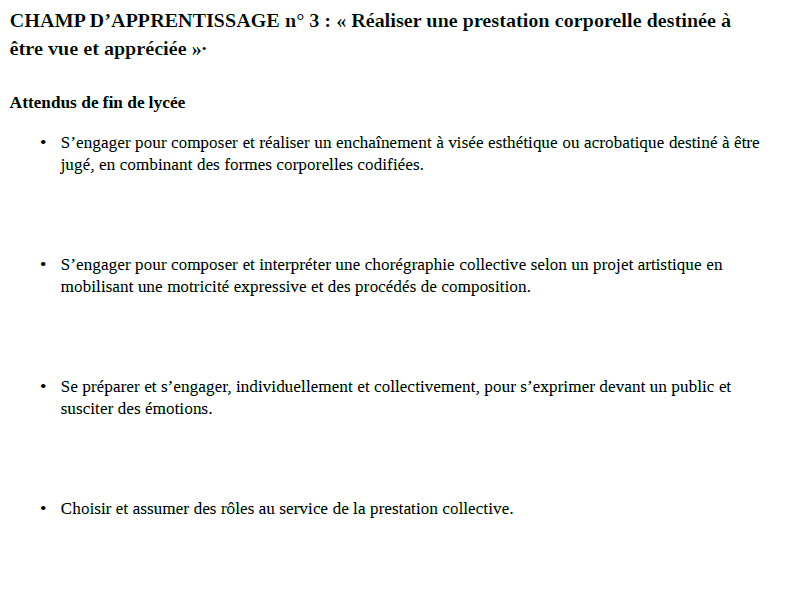 CHAMP D’APPRENTISSAGE n° 3 : « Réaliser une prestation corporelle destinée à
être vue et appréciée »·
Attendus de fin de lycée
• S’engager pour composer et réaliser un enchaînement à visée esthétique ou acrobatique destiné à être
jugé, en combinant des formes corporelles codifiées.
• S’engager pour composer et interpréter une chorégraphie collective selon un projet artistique en
mobilisant une motricité expressive et des procédés de composition.
• Se préparer et s’engager, individuellement et collectivement, pour s’exprimer devant un public et
susciter des émotions.
• Choisir et assumer des rôles au service de la prestation collective.